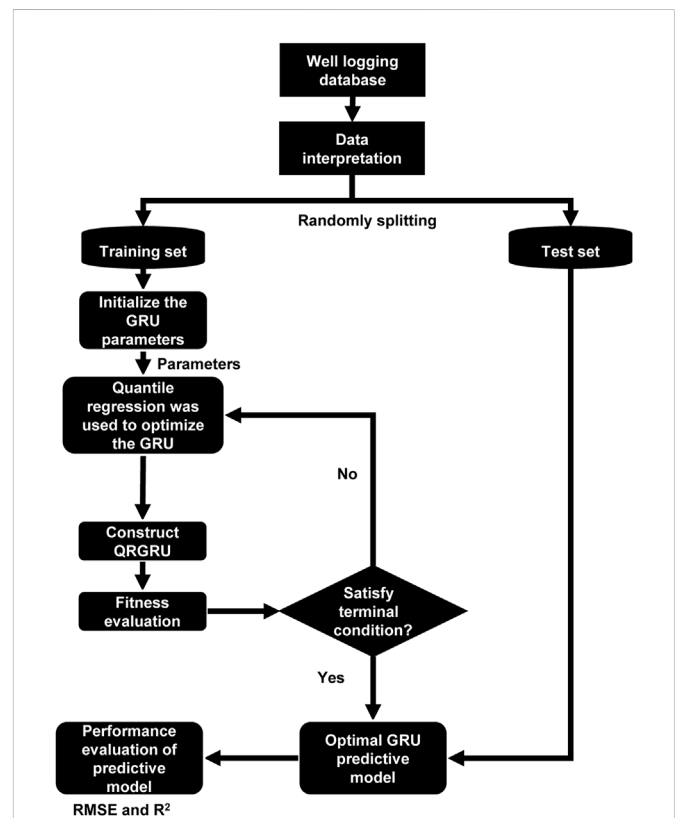 Well logging
database
Data
interpretation
Randomly splitting
Training set
Test set
Initialize the
GRU
parameters
Parameters
Quantile
regression was
used to optimize
the GRU
No
Construct
QRGRU
Fitness
evaluation
Satisfy
terminal
condition?
Yes
Performance
evaluation of
predictive
model
Optimal GRU
predictive
model
RMSE and R²